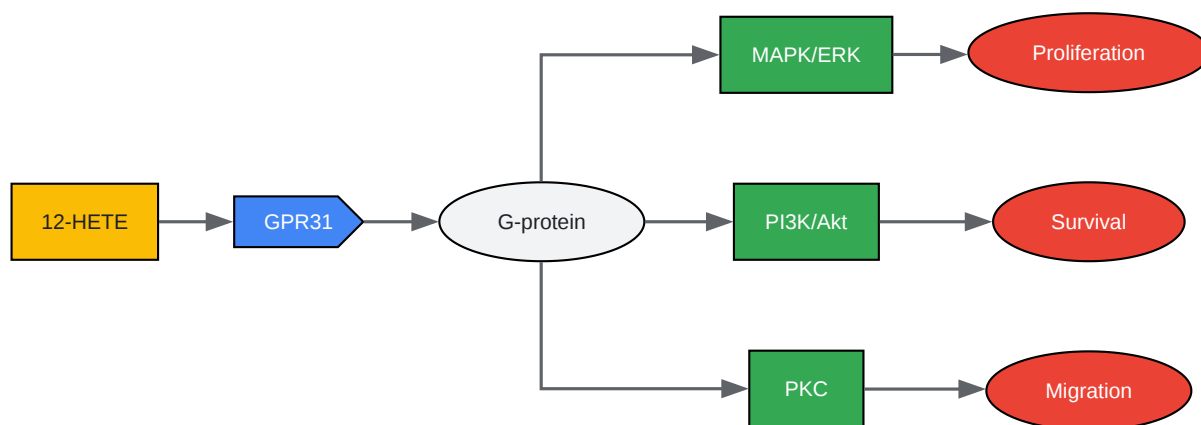 MAPK/ERK
Proliferation
12-HETE
GPR31
G-protein
PI3K/Akt
Survival
PKC
Migration